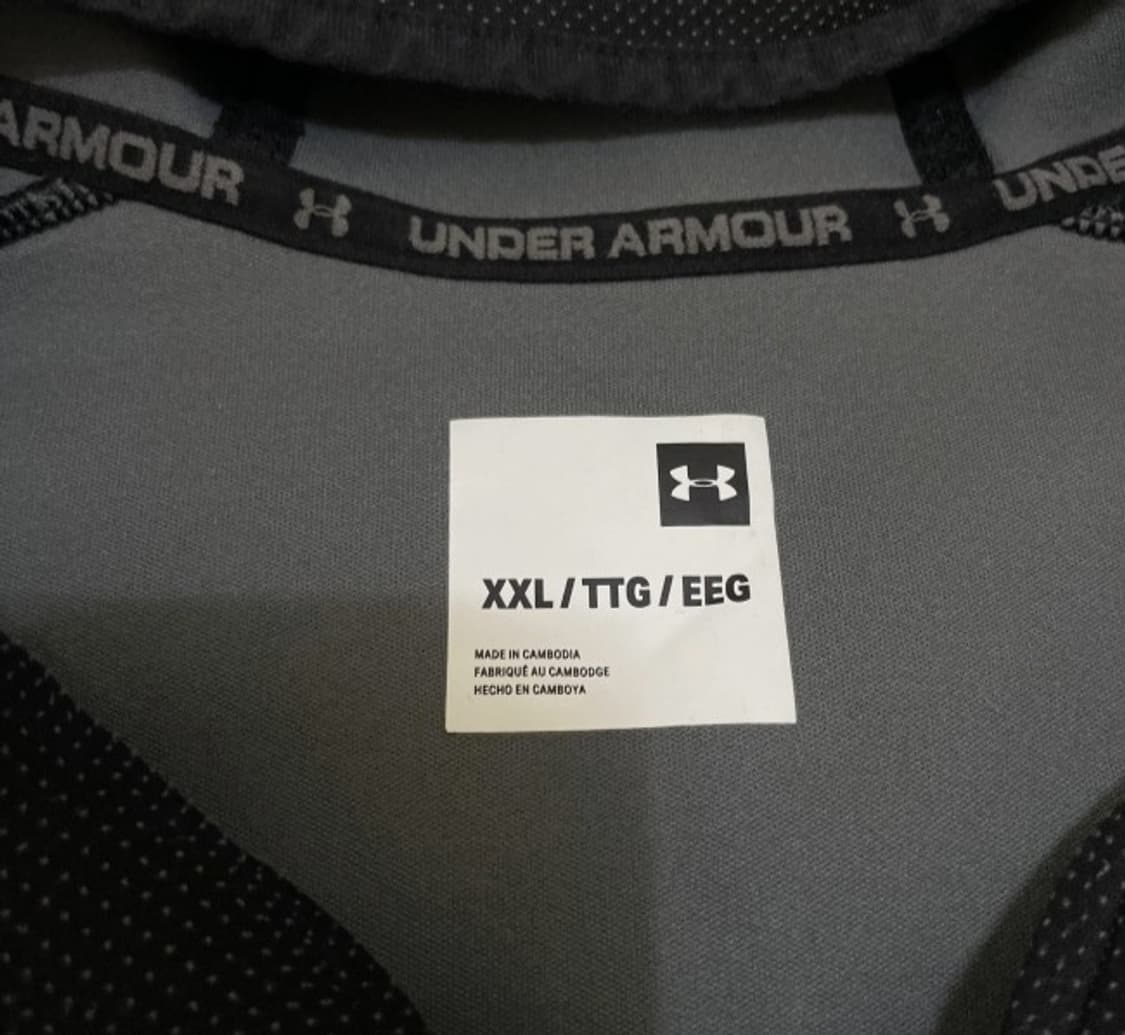 ARMOUR UNDER ARMOUR UNDE
XXL / TTG / EEG
MADE IN CAMBODIA
FABRIQUÉ AU CAMBODGE
HECHO EN CAMBOYA